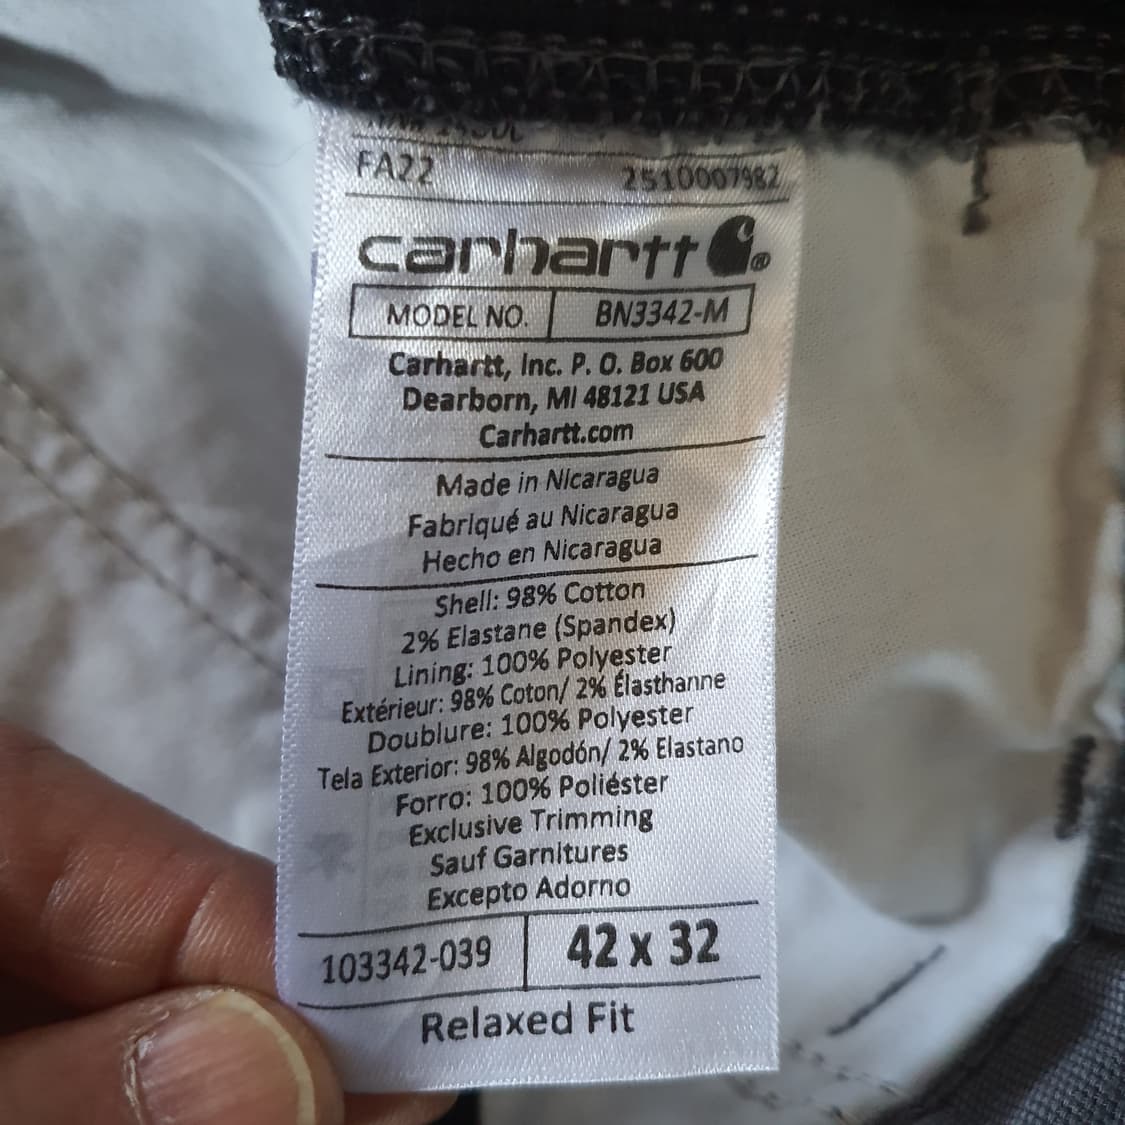 FA22 2510007982
carhartt ®
MODEL NO. BN3342-M
Carhartt, Inc. P. O. Box 600
Dearborn, MI 48121 USA
Carhartt.com
Made in Nicaragua
Fabriqué au Nicaragua
Hecho en Nicaragua
Shell: 98% Cotton
2% Elastane (Spandex)
Lining: 100% Polyester
Extérieur: 98% Coton/ 2% Élasthanne
Doublure: 100% Polyester
Tela Exterior: 98% Algodón/ 2% Elastano
Forro: 100% Poliéster
Exclusive Trimming
Sauf Garnitures
Excepto Adorno
103342-039 42 x 32
Relaxed Fit